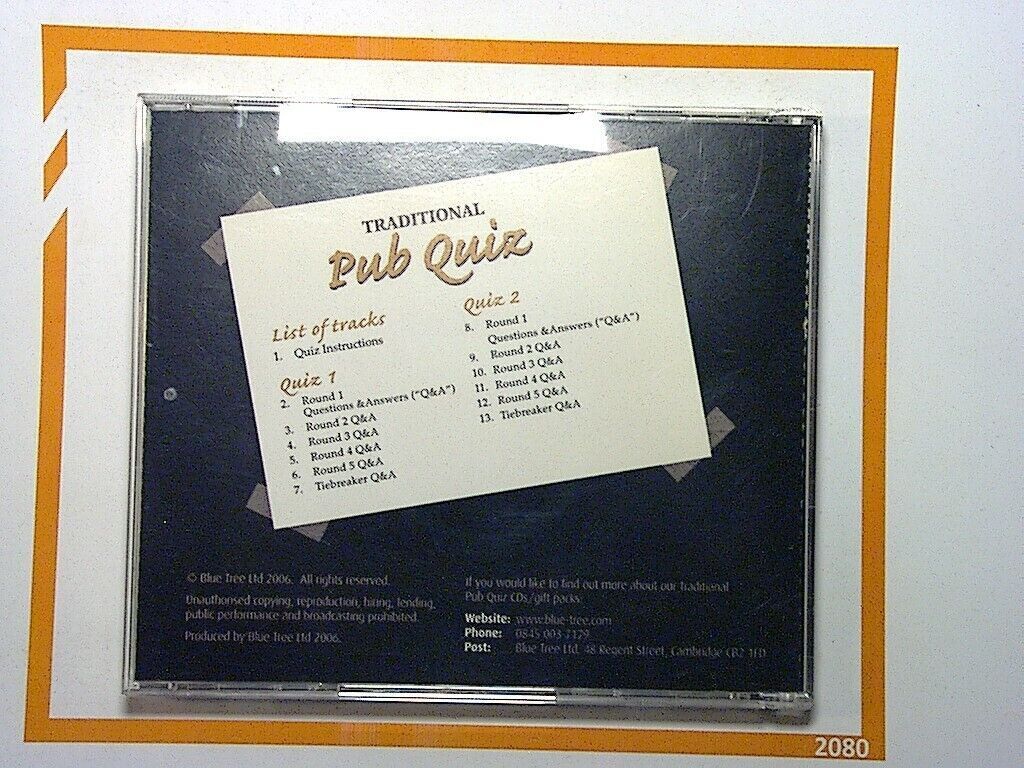 TRADITIONAL
Pub Quiz
List of tracks
1. Quiz Instructions
Quiz 1
2. Round 1
Questions &Answers ("Q&A")
3. Round 2 Q&A
4. Round 3 Q&A
5. Round 4 Q&A
6. Round 5 Q&A
7. Tiebreaker Q&A
Quiz 2
8. Round 1
Questions &Answers ("Q&A")
9. Round 2 Q&A
10. Round 3 Q&A
11. Round 4 Q&A
12. Round 5 Q&A
13. Tiebreaker Q&A
© Blue Tree Ltd 2006. All rights reserved.
Unauthorised copying, reproduction, hiring, lending,
public performance and broadcasting prohibited.
Produced by Blue Tree Ltd 2006.
If you would like to find out more about our Traditional
Pub Quiz CDs/gift packs:
Website: www.blue-tree.com
Phone: 0845 003
Post: Blue Tree Ltd, 48 Regent Street, Cambridge CB2 1FD
2080